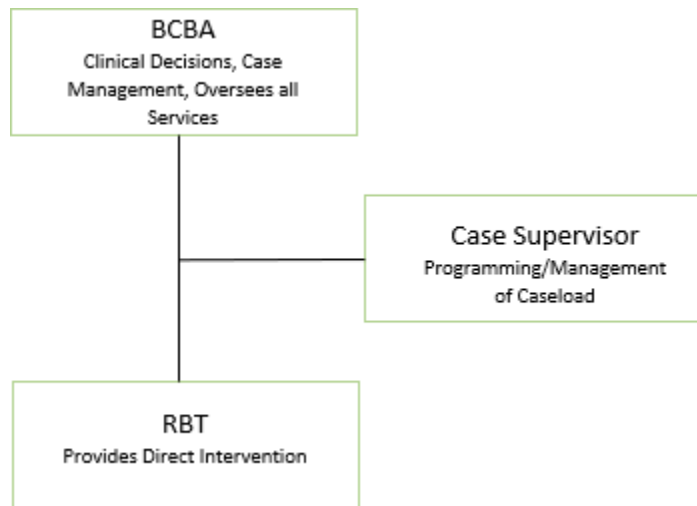 BCBA
Clinical Decisions, Case
Management, Oversees all
Services
Case Supervisor
Programming/Management
of Caseload
RBT
Provides Direct Intervention